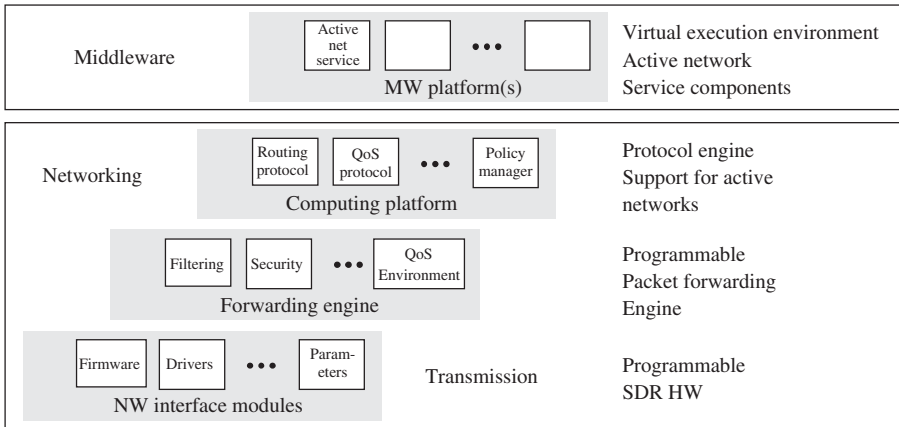 Middleware
Active
net
service
MW platform(s)
Virtual execution environment
Active network
Service components
Networking
Routing
protocol
QoS
protocol
Policy
manager
Computing platform
Protocol engine
Support for active
networks
Filtering
Security
QoS
Environment
Forwarding engine
Programmable
Packet forwarding
Engine
Firmware
Drivers
Param-
eters
NW interface modules
Transmission
Programmable
SDR HW